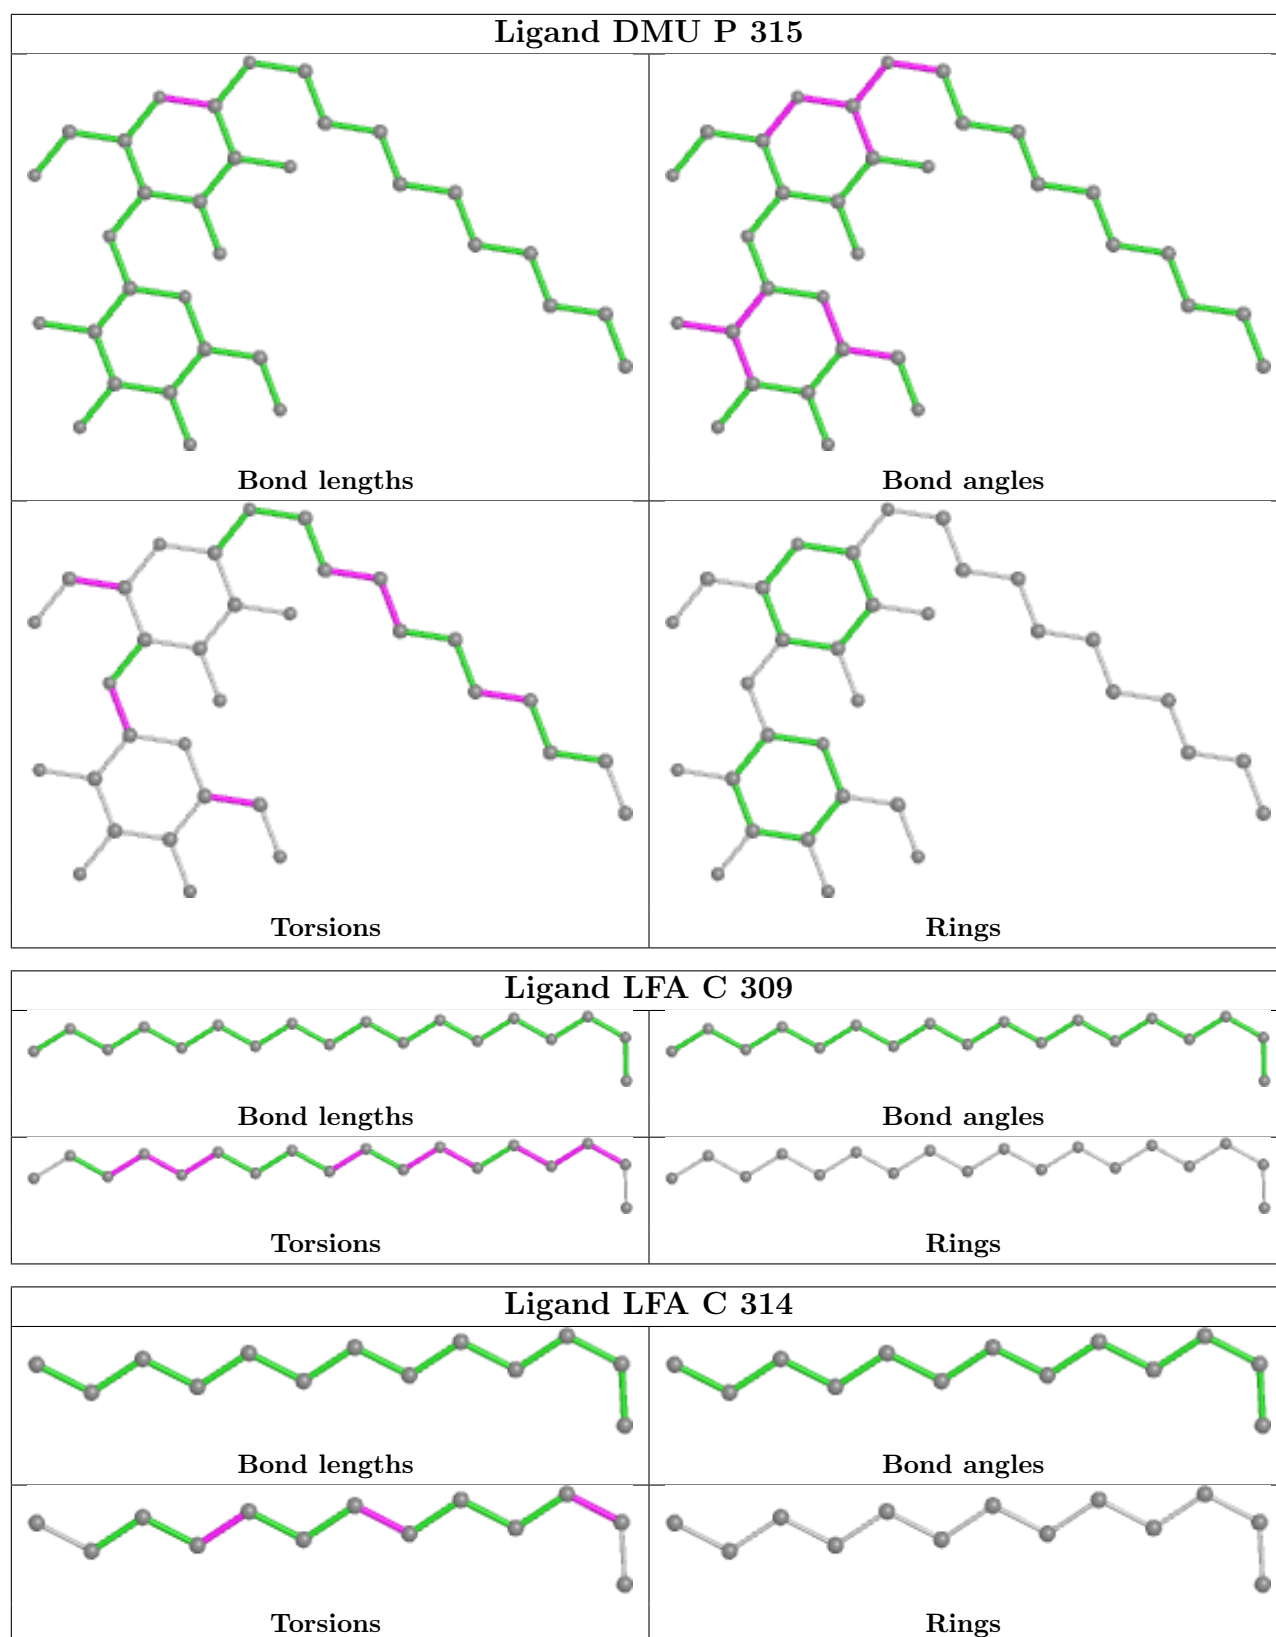 Ligand DMU P 315
Bond lengths
Bond angles
Torsions
Rings
Ligand LFA C 309
Bond lengths
Bond angles
Torsions
Rings
Ligand LFA C 314
Bond lengths
Bond angles
Torsions
Rings